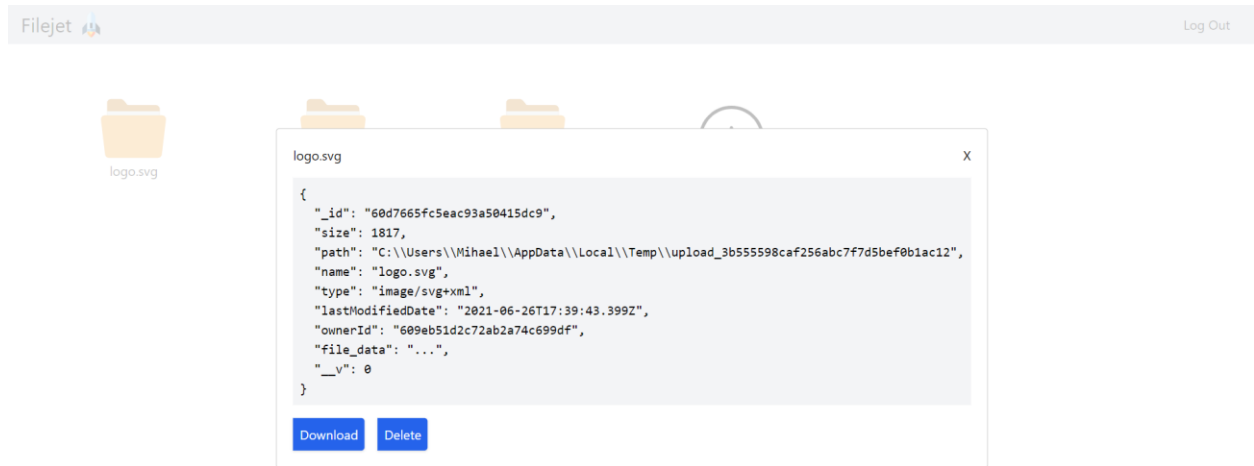 Filejet
Log Out
logo.svg
logo.svg
X
{
"_id": "60d7665fc5eac93a50415dc9",
"size": 1817,
"path": "C:\\Users\\Mihael\\AppData\\Local\\Temp\\upload_3b555598caf256abc7f7d5bef0b1ac12",
"name": "logo.svg",
"type": "image/svg+xml",
"lastModifiedDate": "2021-06-26T17:39:43.399Z",
"ownerId": "609eb51d2c72ab2a74c699df",
"file_data": "...",
"__v": 0
}
Download
Delete